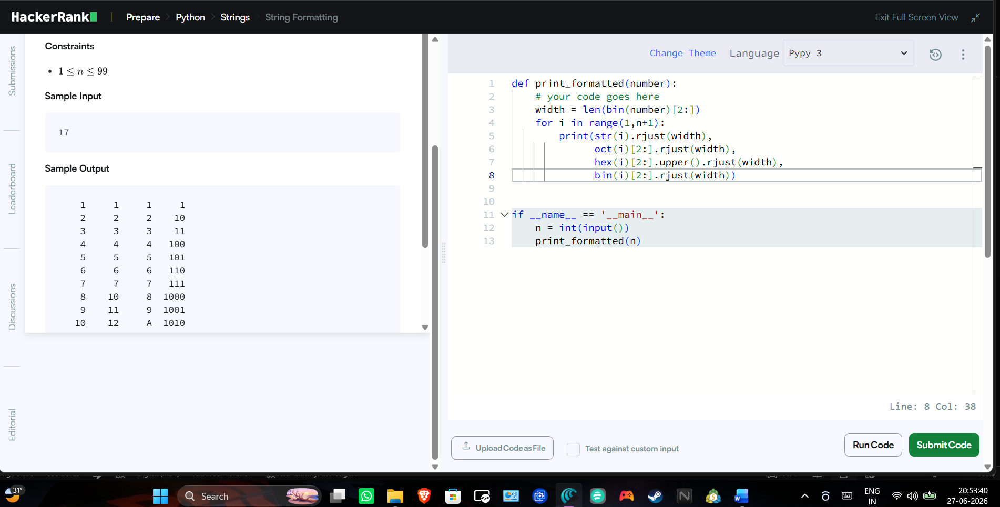 HackerRank | Prepare > Python > Strings > String Formatting
Exit Full Screen View
Submissions
Leaderboard
Discussions
Editorial
Constraints
• 1 ≤ n ≤ 99
Sample Input
17
Sample Output
1 1 1 1
2 2 2 10
3 3 3 11
4 4 4 100
5 5 5 101
6 6 6 110
7 7 7 111
8 10 8 1000
9 11 9 1001
10 12 A 1010
Change Theme Language Pypy 3
1 def print_formatted(number):
2     # your code goes here
3     width = len(bin(number)[2:])
4     for i in range(1,n+1):
5         print(str(i).rjust(width),
6               oct(i)[2:].rjust(width),
7               hex(i)[2:].upper().rjust(width),
8               bin(i)[2:].rjust(width))
9
10
11 if __name__ == '__main__':
12     n = int(input())
13     print_formatted(n)
Line: 8 Col: 38
Upload Code as File
Test against custom input
Run Code
Submit Code
31°
Search
ENG
IN
20:53:40
27-06-2026